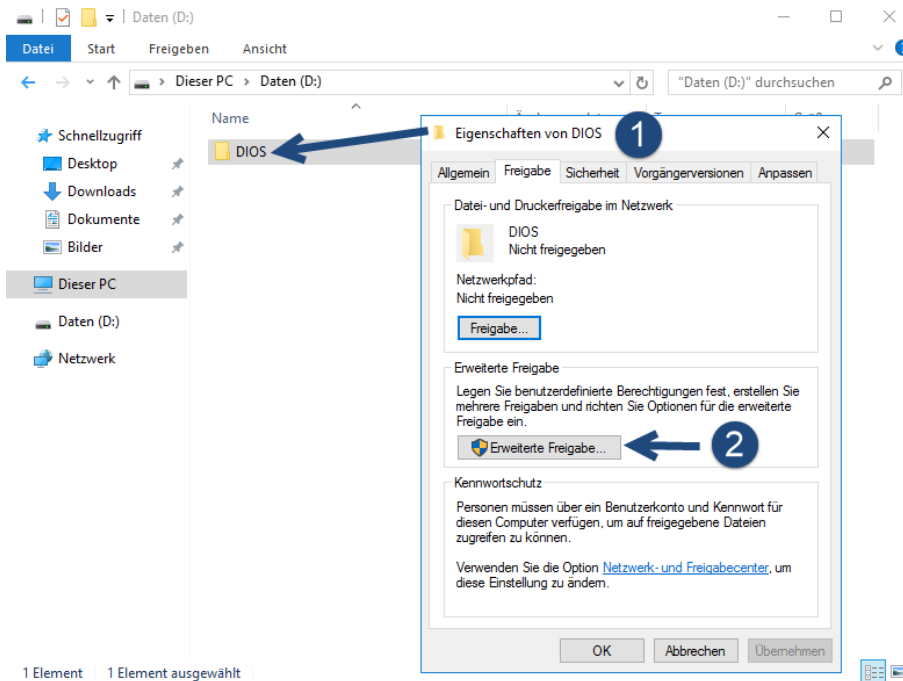 Daten (D:)
Datei Start Freigeben Ansicht
Dieser PC > Daten (D:) "Daten (D:)" durchsuchen
Name
Schnellzugriff
Desktop
Downloads
Dokumente
Bilder
Dieser PC
Daten (D:)
Netzwerk
DIOS
Eigenschaften von DIOS 1
Allgemein Freigabe Sicherheit Vorgängerversionen Anpassen
Datei- und Druckerfreigabe im Netzwerk
DIOS
Nicht freigegeben
Netzwerkpfad:
Nicht freigegeben
Freigabe...
Erweiterte Freigabe
Legen Sie benutzerdefinierte Berechtigungen fest, erstellen Sie
mehrere Freigaben und richten Sie Optionen für die erweiterte
Freigabe ein.
Erweiterte Freigabe... 2
Kennwortschutz
Personen müssen über ein Benutzerkonto und Kennwort für
diesen Computer verfügen, um auf freigegebene Dateien
zugreifen zu können.
Verwenden Sie die Option Netzwerk- und Freigabecenter, um
diese Einstellung zu ändern.
OK Abbrechen Übernehmen
1 Element 1 Element ausgewählt